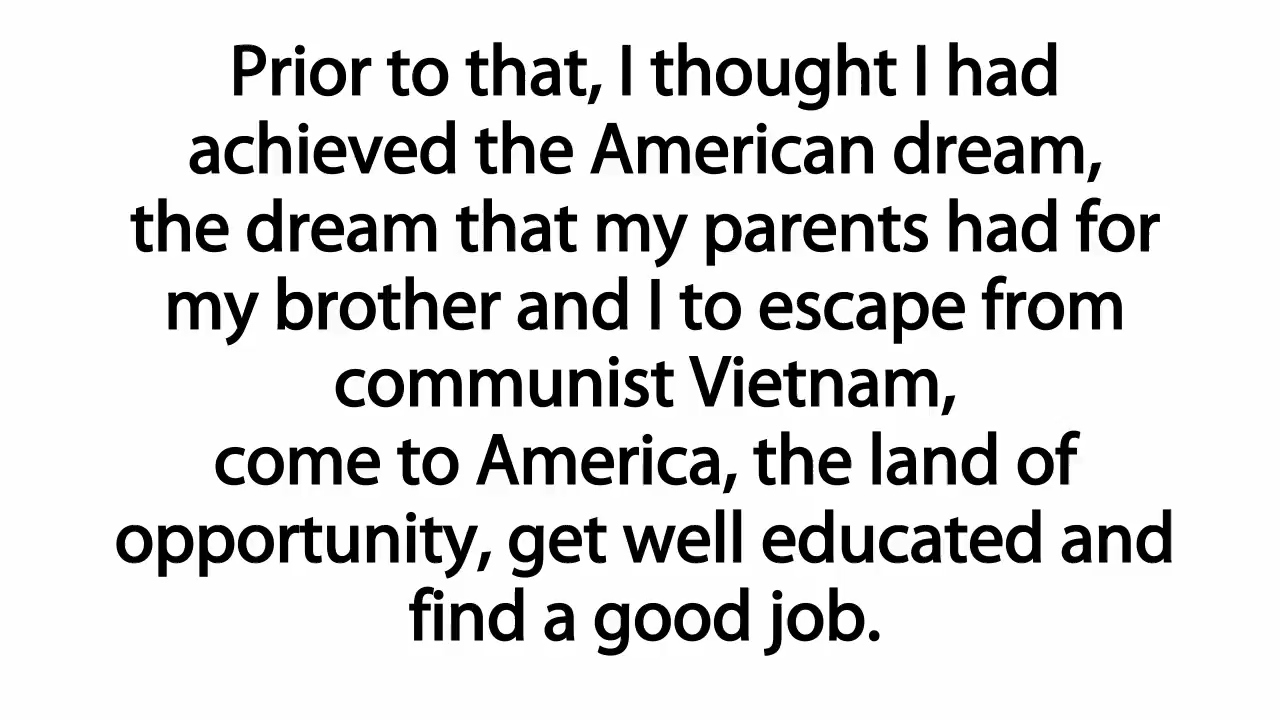 Prior to that, I thought I had
achieved the American dream,
the dream that my parents had for
my brother and I to escape from
communist Vietnam,
come to America, the land of
opportunity, get well educated and
find a good job.